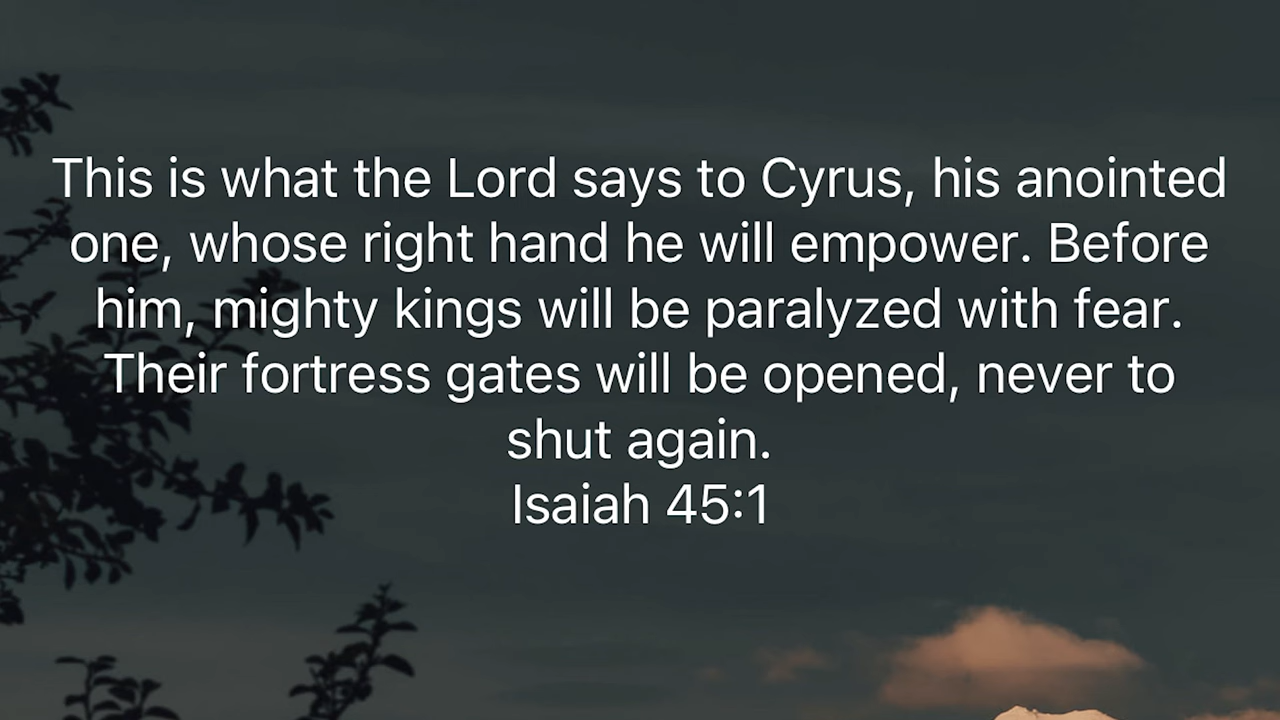 This is what the Lord says to Cyrus, his anointed
one, whose right hand he will empower. Before
him, mighty kings will be paralyzed with fear.
Their fortress gates will be opened, never to
shut again.
Isaiah 45:1